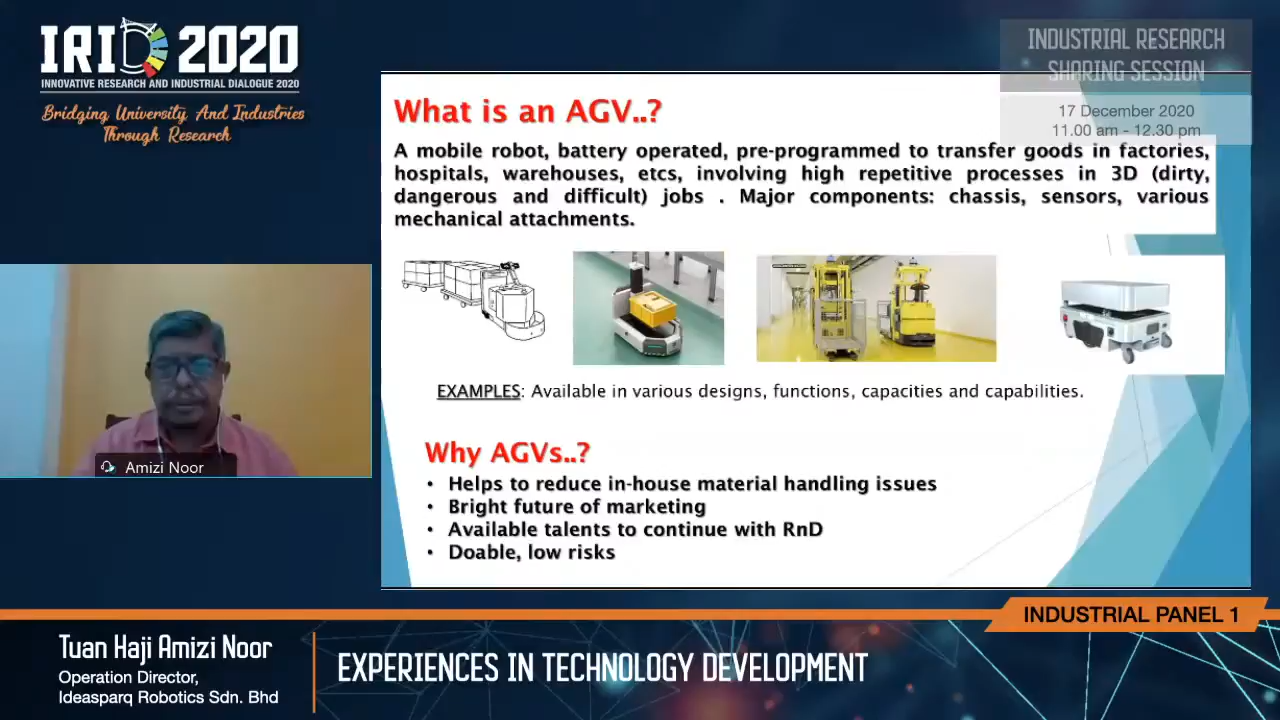 IRID 2020
INNOVATIVE RESEARCH AND INDUSTRIAL DIALOGUE 2020
Bridging University And Industries
Through Research
INDUSTRIAL RESEARCH
SHARING SESSION
17 December 2020
11.00 am - 12.30 pm
What is an AGV..?
A mobile robot, battery operated, pre-programmed to transfer goods in factories,
hospitals, warehouses, etcs, involving high repetitive processes in 3D (dirty,
dangerous and difficult) jobs . Major components: chassis, sensors, various
mechanical attachments.
EXAMPLES: Available in various designs, functions, capacities and capabilities.
Why AGVs..?
• Helps to reduce in-house material handling issues
• Bright future of marketing
• Available talents to continue with RnD
• Doable, low risks
Amizi Noor
INDUSTRIAL PANEL 1
Tuan Haji Amizi Noor
Operation Director,
Ideasparq Robotics Sdn. Bhd
EXPERIENCES IN TECHNOLOGY DEVELOPMENT